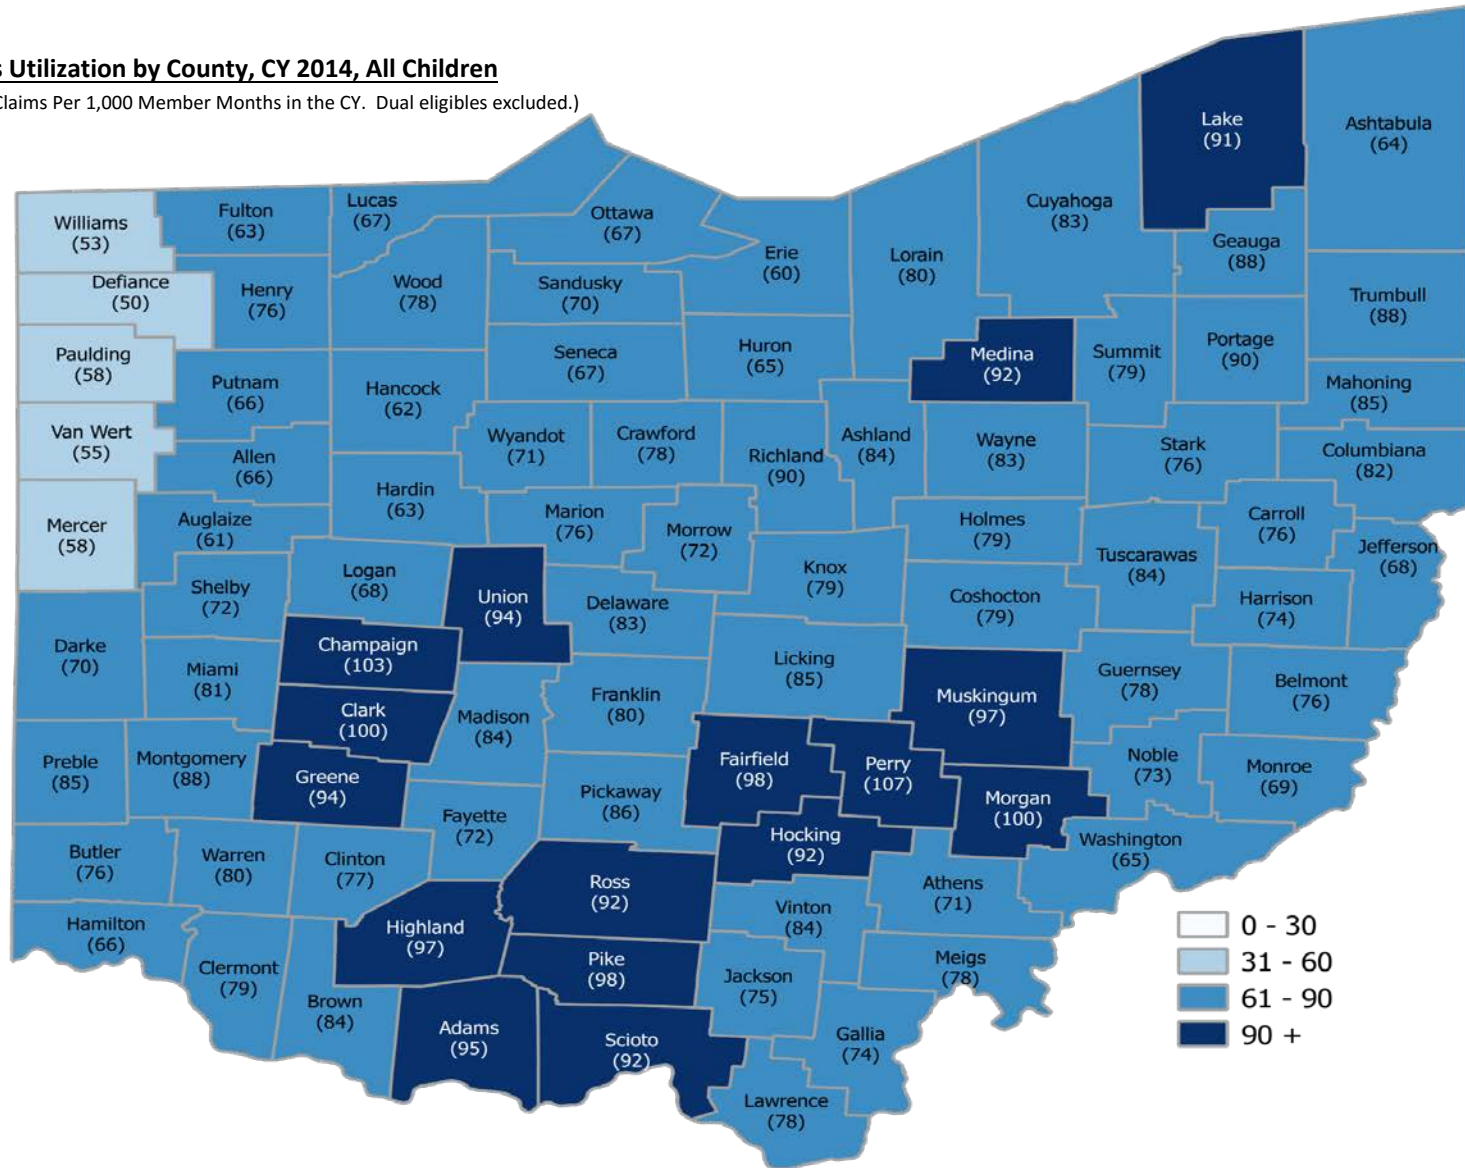 s Utilization by County, CY 2014, All Children
Claims Per 1,000 Member Months in the CY.  Dual eligibles excluded.)
Lake
(91)
Ashtabula
(64)
Williams
(53)
Fulton
(63)
Lucas
(67)
Ottawa
(67)
Cuyahoga
(83)
Geauga
(88)
Erie
(60)
Lorain
(80)
Defiance
(50)
Henry
(76)
Wood
(78)
Sandusky
(70)
Trumbull
(88)
Paulding
(58)
Seneca
(67)
Huron
(65)
Medina
(92)
Summit
(79)
Portage
(90)
Putnam
(66)
Hancock
(62)
Mahoning
(85)
Van Wert
(55)
Allen
(66)
Wyandot
(71)
Crawford
(78)
Richland
(90)
Ashland
(84)
Wayne
(83)
Stark
(76)
Columbiana
(82)
Mercer
(58)
Auglaize
(61)
Hardin
(63)
Marion
(76)
Morrow
(72)
Holmes
(79)
Carroll
(76)
Tuscarawas
(84)
Jefferson
(68)
Shelby
(72)
Logan
(68)
Union
(94)
Delaware
(83)
Knox
(79)
Coshocton
(79)
Harrison
(74)
Darke
(70)
Miami
(81)
Champaign
(103)
Licking
(85)
Guernsey
(78)
Belmont
(76)
Clark
(100)
Madison
(84)
Franklin
(80)
Muskingum
(97)
Preble
(85)
Montgomery
(88)
Greene
(94)
Fairfield
(98)
Perry
(107)
Noble
(73)
Monroe
(69)
Fayette
(72)
Pickaway
(86)
Morgan
(100)
Hocking
(92)
Washington
(65)
Butler
(76)
Warren
(80)
Clinton
(77)
Ross
(92)
Athens
(71)
Hamilton
(66)
Highland
(97)
Vinton
(84)
Clermont
(79)
Pike
(98)
Jackson
(75)
Meigs
(78)
Brown
(84)
Adams
(95)
Scioto
(92)
Gallia
(74)
Lawrence
(78)
0 - 30
31 - 60
61 - 90
90 +